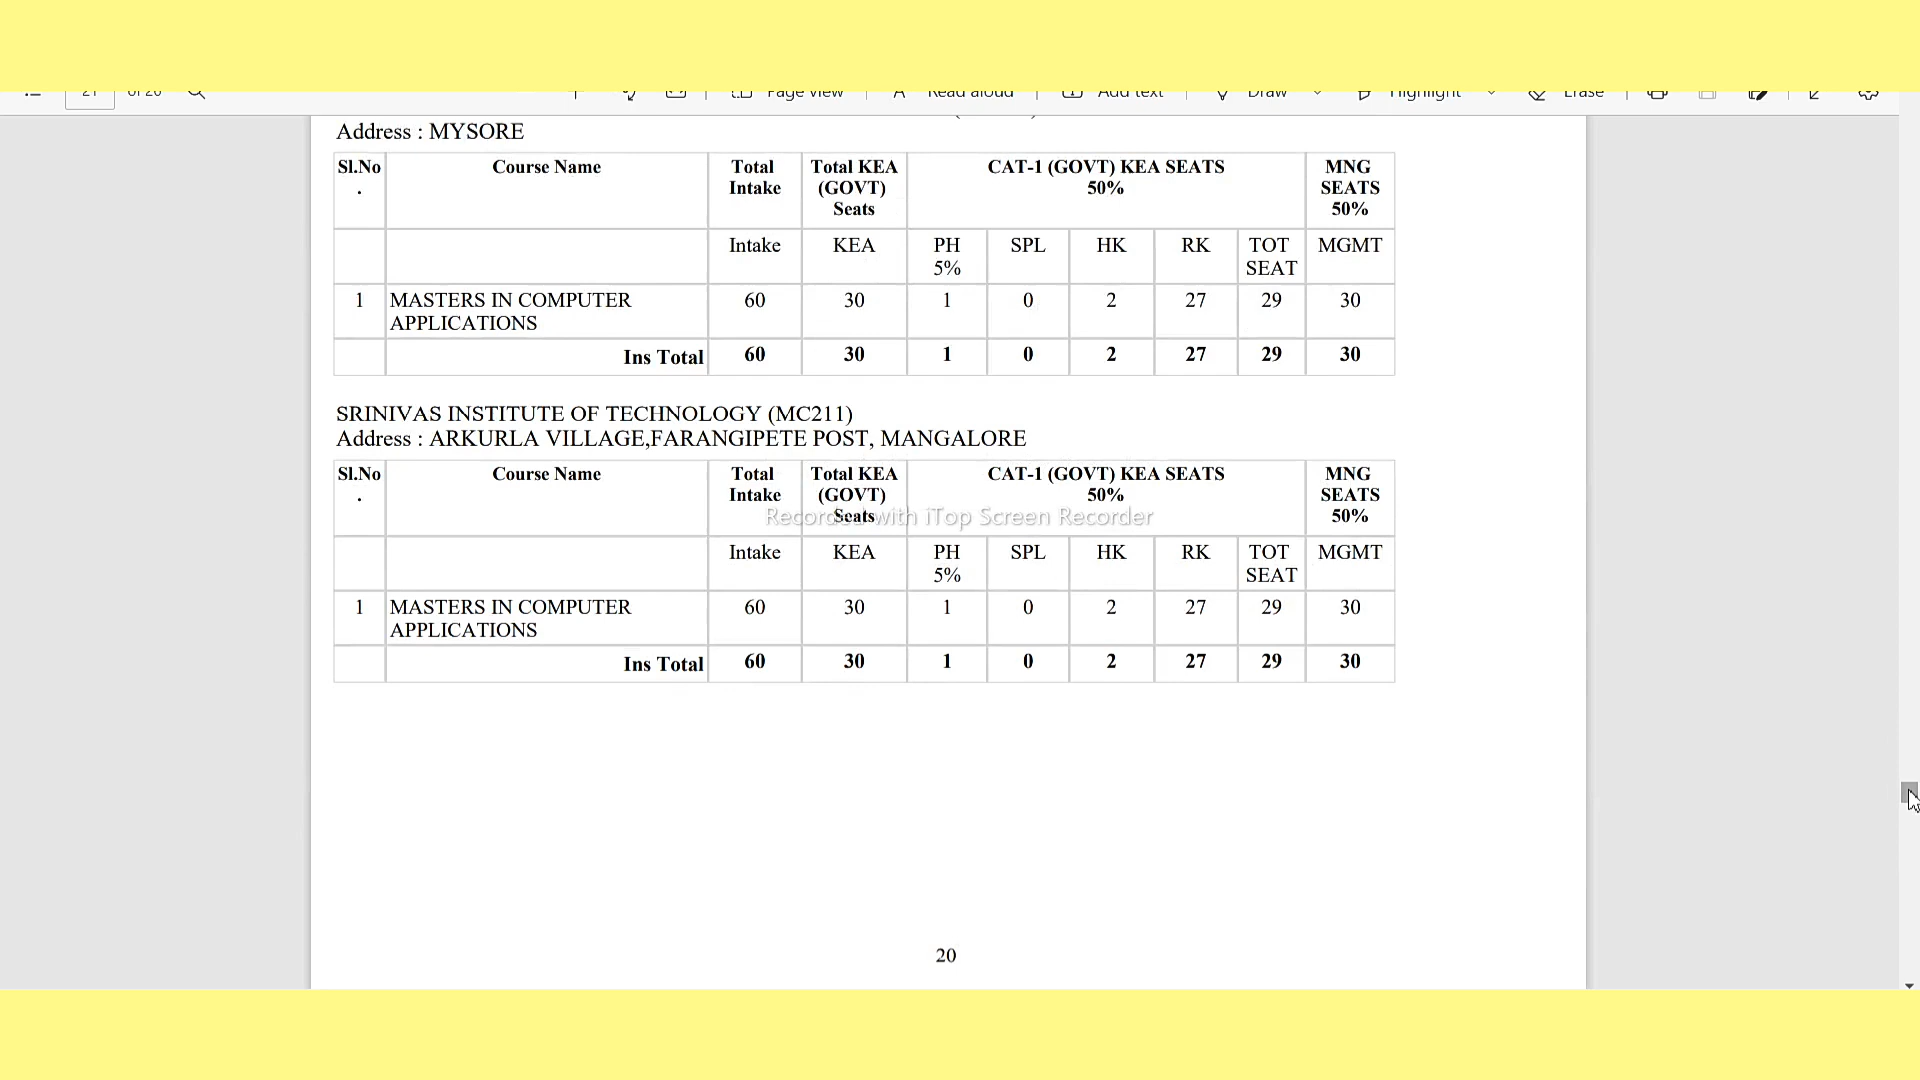 21 of 26 Page view Read aloud Add text Draw Highlight Erase
Address : MYSORE
Sl.No. Course Name Total Intake Total KEA (GOVT) Seats CAT-1 (GOVT) KEA SEATS 50% MNG SEATS 50%
Intake KEA PH 5% SPL HK RK TOT SEAT MGMT
1 MASTERS IN COMPUTER APPLICATIONS 60 30 1 0 2 27 29 30
Ins Total 60 30 1 0 2 27 29 30
SRINIVAS INSTITUTE OF TECHNOLOGY (MC211)
Address : ARKURLA VILLAGE,FARANGIPETE POST, MANGALORE
Sl.No. Course Name Total Intake Total KEA (GOVT) Seats CAT-1 (GOVT) KEA SEATS 50% MNG SEATS 50%
Recorded with iTop Screen Recorder
Intake KEA PH 5% SPL HK RK TOT SEAT MGMT
1 MASTERS IN COMPUTER APPLICATIONS 60 30 1 0 2 27 29 30
Ins Total 60 30 1 0 2 27 29 30
20